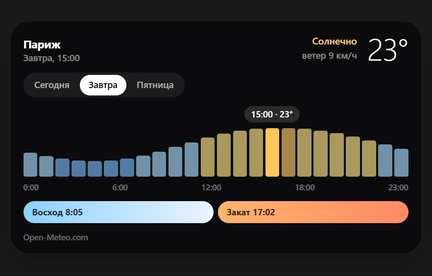 Париж
Завтра, 15:00
Солнечно
ветер 9 км/ч
23°
Сегодня
Завтра
Пятница
15:00 · 23°
0:00 6:00 12:00 18:00 23:00
Восход 8:05
Закат 17:02
Open-Meteo.com